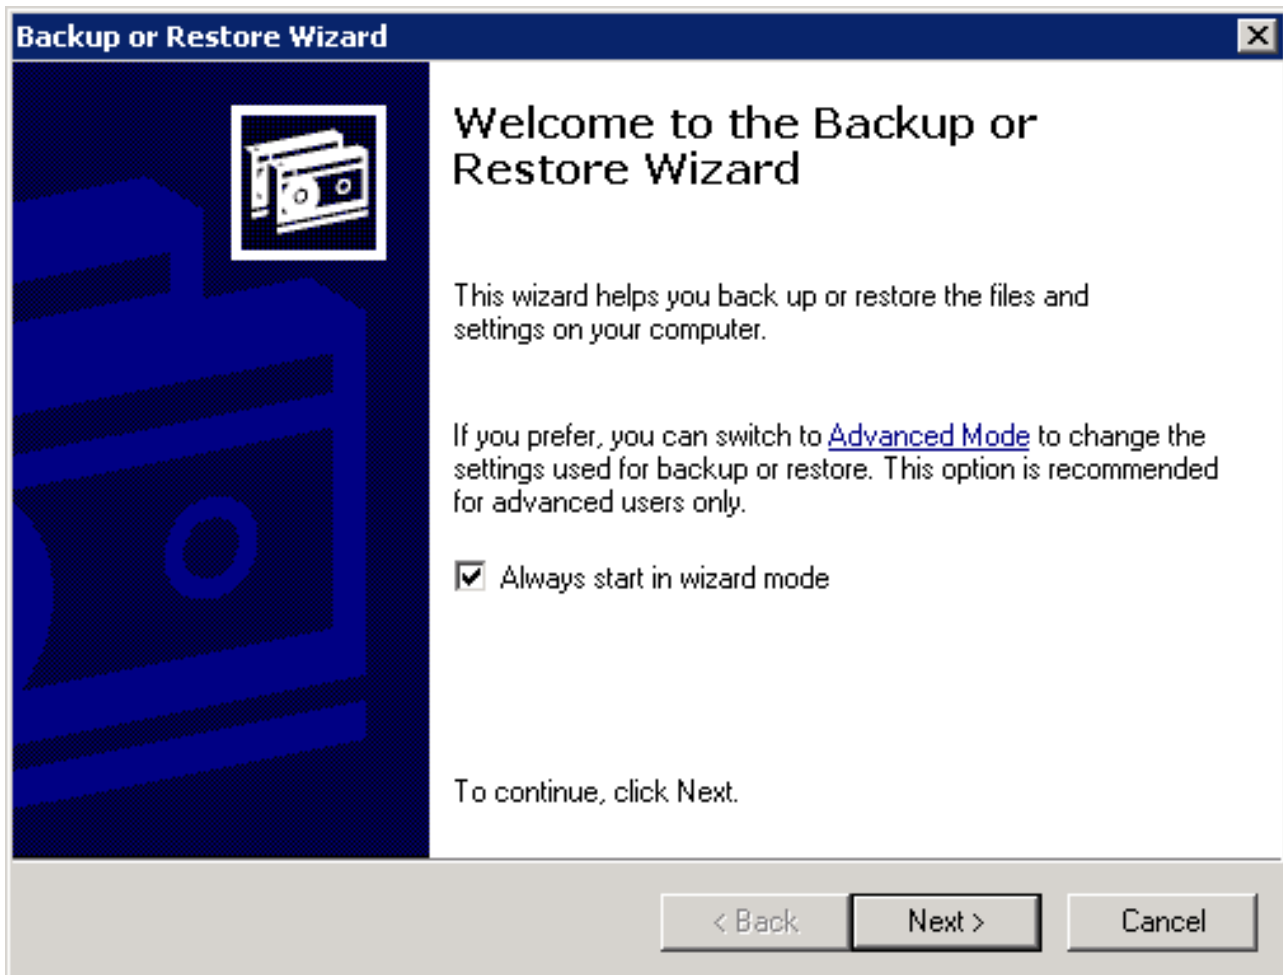 Backup or Restore Wizard
Welcome to the Backup or
Restore Wizard
This wizard helps you back up or restore the files and
settings on your computer.
If you prefer, you can switch to Advanced Mode to change the
settings used for backup or restore. This option is recommended
for advanced users only.
Always start in wizard mode
To continue, click Next.
< Back
Next >
Cancel